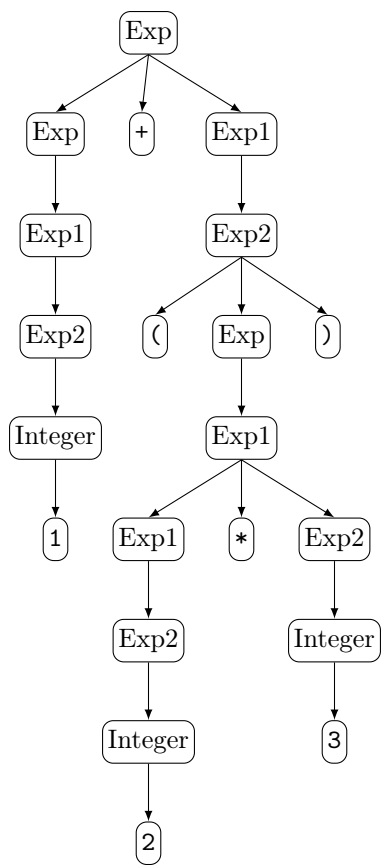 Exp
Exp + Exp1
Exp1 Exp2
Exp2 ( Exp )
Integer Exp1
1 Exp1 * Exp2
Exp2 Integer
Integer 3
2